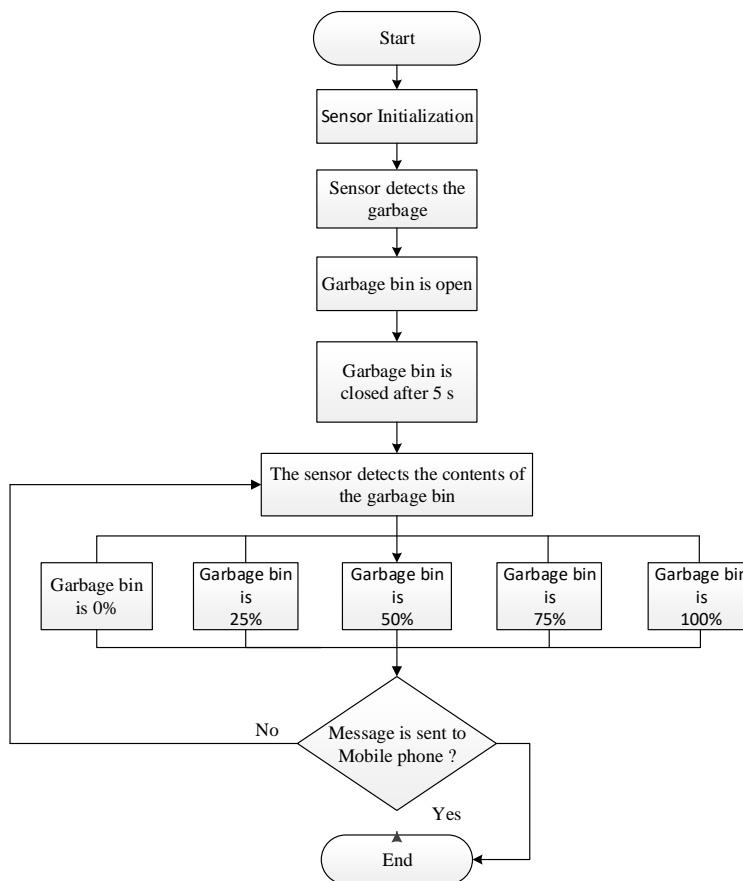 Start
Sensor Initialization
Sensor detects the
garbage
Garbage bin is open
Garbage bin is
closed after 5 s
The sensor detects the contents of
the garbage bin
Garbage bin
is 0%
Garbage bin
is
25%
Garbage bin
is
50%
Garbage bin
is
75%
Garbage bin
is
100%
No
Message is sent to
Mobile phone ?
Yes
End